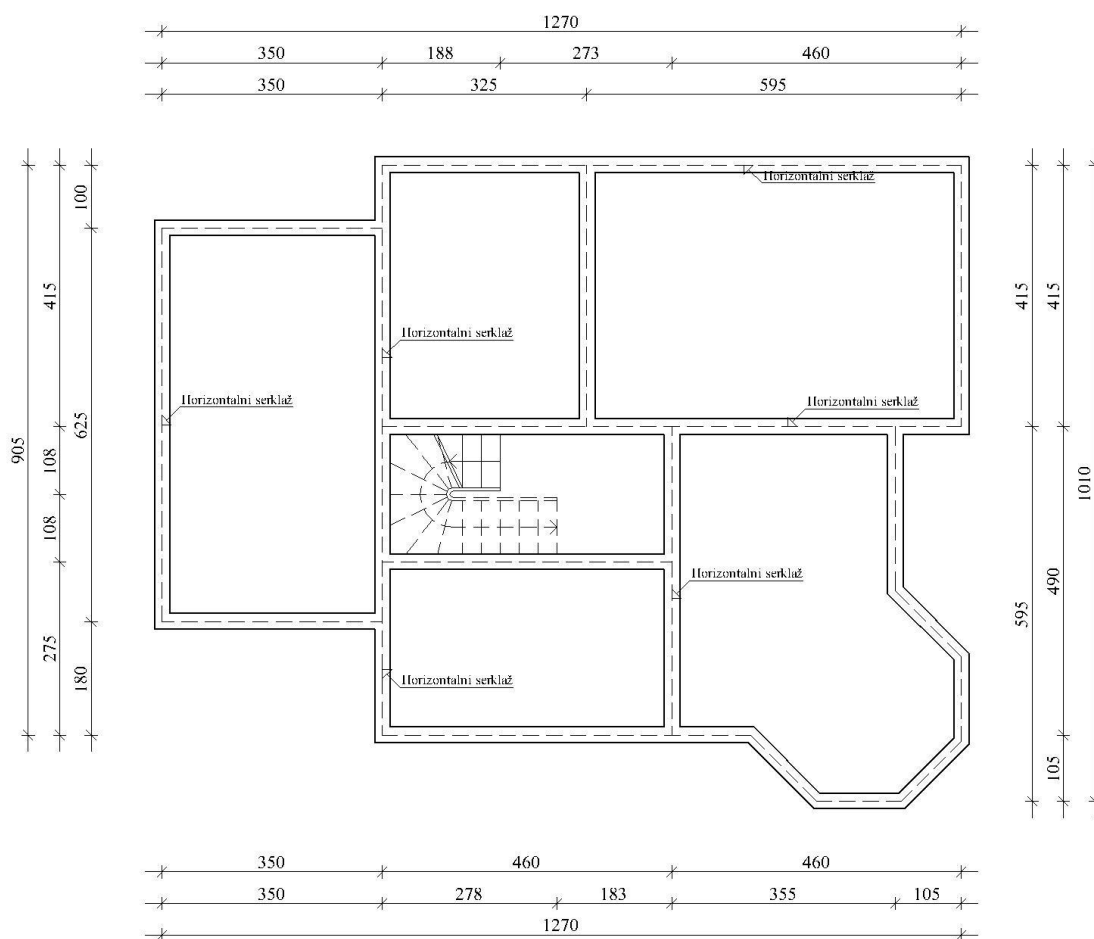 1270
350 188 273 460
350 325 595
Horizontalni serklaž
Horizontalni serklaž
Horizontalni serklaž
Horizontalni serklaž
Horizontalni serklaž
Horizontalni serklaž
905
415
108
108
275
100
625
180
415
595
415
490
105
1010
350 460 460
350 278 183 355 105
1270